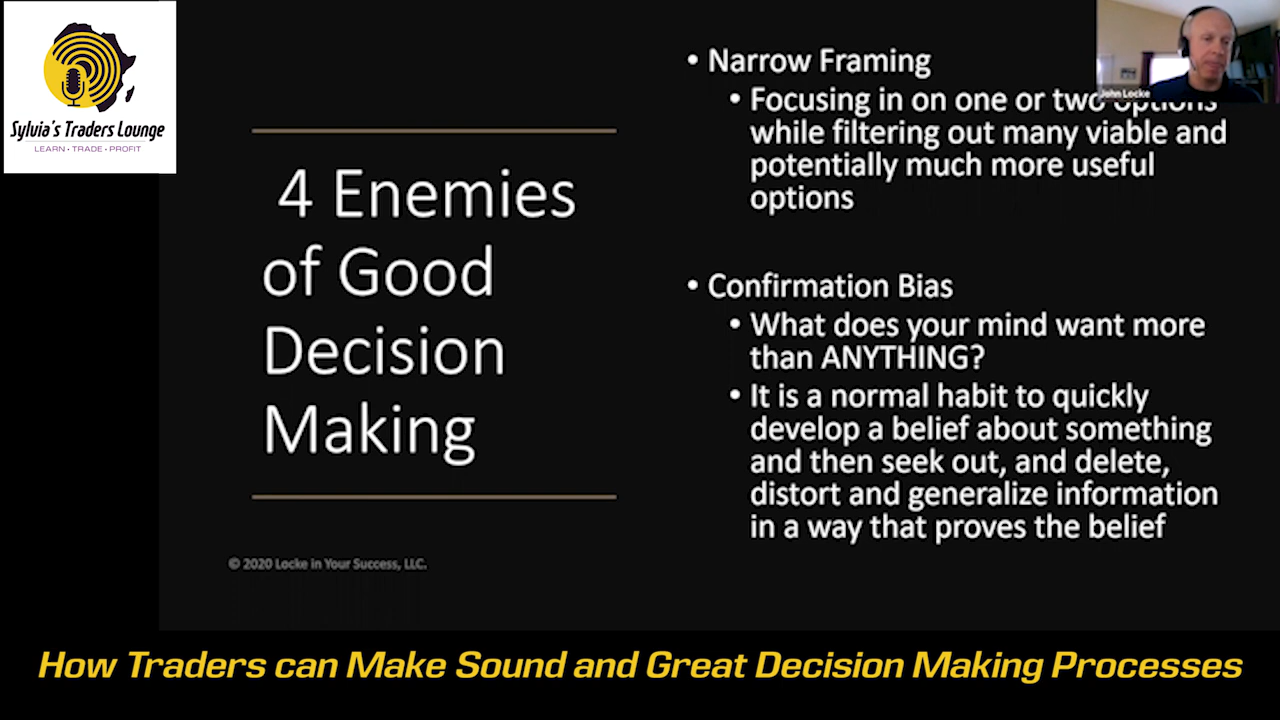 Sylvia's Traders Lounge
LEARN • TRADE • PROFIT
4 Enemies
of Good
Decision
Making
© 2020 Locke in Your Success, LLC.
• Narrow Framing
• Focusing in on one or two options
while filtering out many viable and
potentially much more useful
options
• Confirmation Bias
• What does your mind want more
than ANYTHING?
• It is a normal habit to quickly
develop a belief about something
and then seek out, and delete,
distort and generalize information
in a way that proves the belief
John Locke
How Traders can Make Sound and Great Decision Making Processes